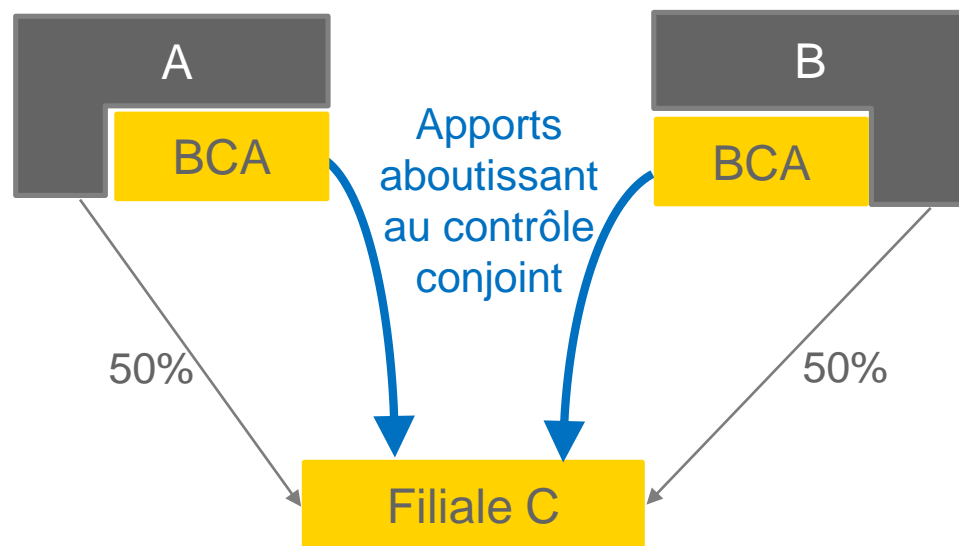 A
B
BCA
BCA
Apports
aboutissant
au contrôle
conjoint
50%
50%
Filiale C